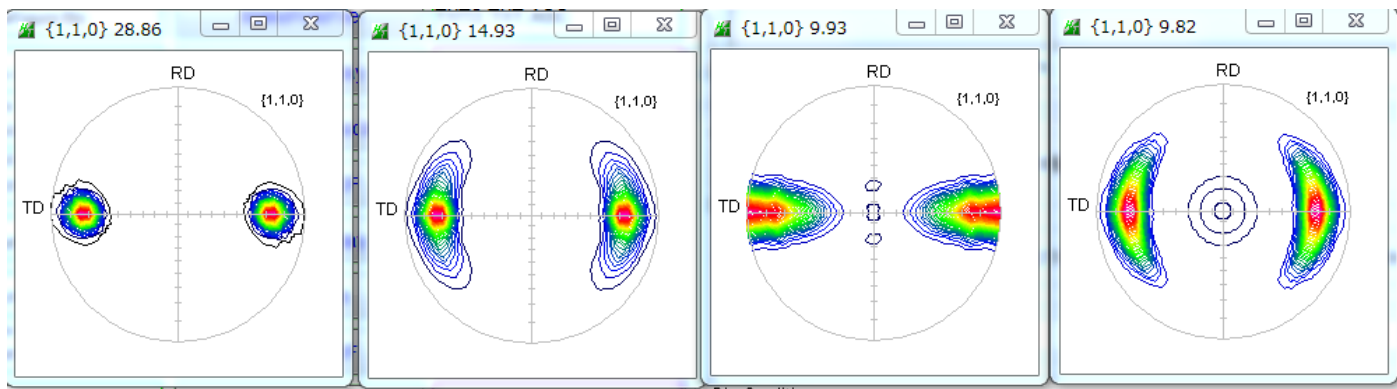 {1,1,0} 28.86
RD
{1,1,0}
TD
{1,1,0} 14.93
RD
{1,1,0}
TD
{1,1,0} 9.93
RD
{1,1,0}
TD
{1,1,0} 9.82
RD
{1,1,0}
TD